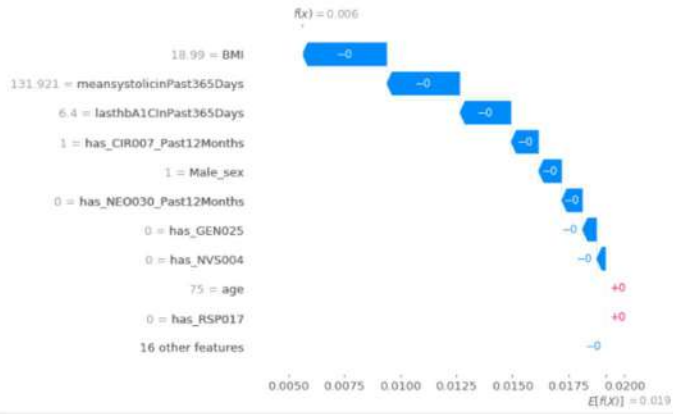 f(x) = 0.006
18.99 = BMI
−0
131.921 = meansystolicinPast365Days
−0
6.4 = lasthbA1CInPast365Days
−0
1 = has_CIR007_Past12Months
−0
1 = Male_sex
−0
0 = has_NEO030_Past12Months
−0
0 = has_GEN025
−0
0 = has_NVS004
−0
75 = age
+0
0 = has_RSP017
+0
16 other features
−0
0.0050 0.0075 0.0100 0.0125 0.0150 0.0175 0.0200
E[f(X)] = 0.019